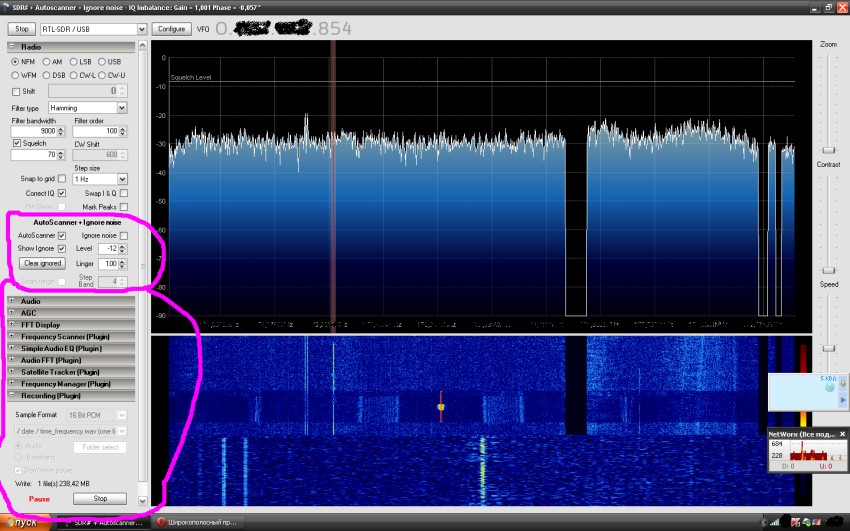 SDR# + Autoscanner + Ignore noise - IQ Imbalance: Gain = 1,001 Phase = -0,057°
Stop
RTL-SDR / USB
Configure
VFO
0.
.854
Radio
NFM AM LSB USB
WFM DSB CW-L CW-U
Shift 0
Filter type Hamming
Filter bandwidth Filter order
9000 100
Squelch CW Shift
70 600
Step size
Snap to grid 1 Hz
Correct IQ Swap I & Q
FM Stereo Mark Peaks
AutoScanner + Ignore noise
AutoScanner Ignore noise
Show Ignore Level -12
Clear ignored Linger 100
Scan range Step Band 4
Audio
AGC
FFT Display
Frequency Scanner (Plugin)
Simple Audio EQ (Plugin)
Audio FFT (Plugin)
Satellite Tracker (Plugin)
Frequency Manager (Plugin)
Recording (Plugin)
Sample Format 16 Bit PCM
/ date / time_frequency.wav (one fi
Audio Folder select
Baseband
Don't write pause
Write: 1 file(s) 238,42 MB
Pause Stop
0
Squelch Level
-10
-20
-30
-40
-50
-60
-70
-80
-90
Zoom
Contrast
Speed
5 КВА
NetWorx (Все под...
684
228
D: 0 U: 0
пуск
SDR# + Autoscanner...
Широкополосный пр...